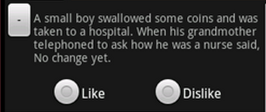 -
A small boy swallowed some coins and was
taken to a hospital. When his grandmother
telephoned to ask how he was a nurse said,
No change yet.
Like Dislike